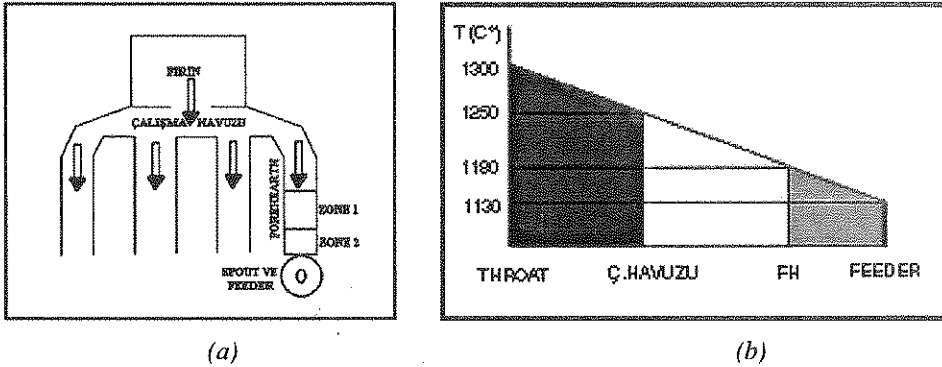 FIRIN
ÇALIŞMA HAVUZU
FOREHEARTH
ZONE 1
ZONE 2
SPOUT VE
FEEDER
O
(a)
T (C°)
1300
1250
1190
1130
THROAT
Ç.HAVUZU
FH
FEEDER
(b)